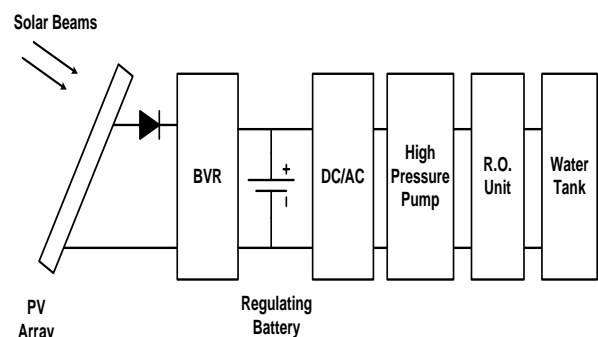 Solar Beams
BVR
+
DC/AC
High
Pressure
Pump
R.O.
Unit
Water
Tank
PV
Array
Regulating
Battery